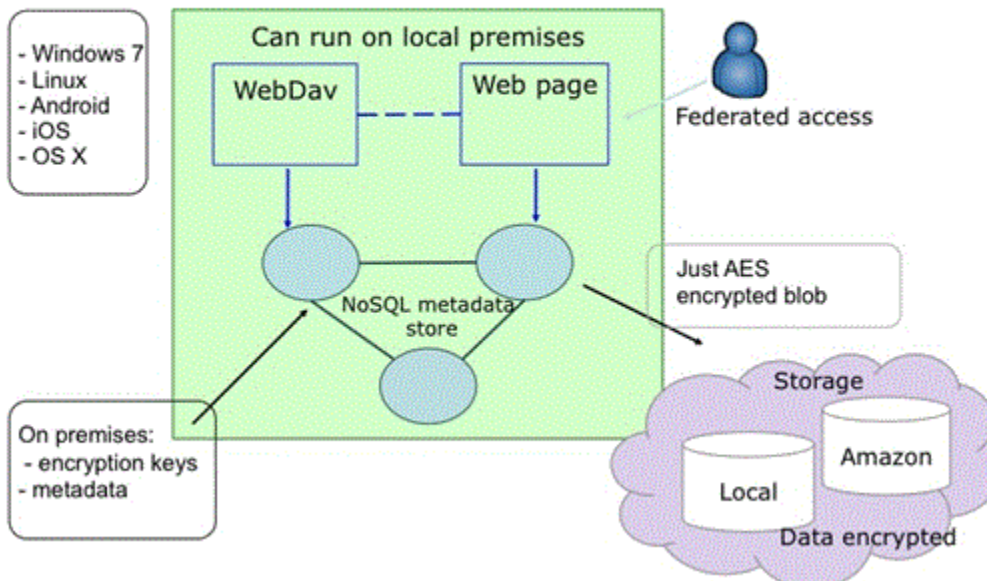 - Windows 7
- Linux
- Android
- iOS
- OS X
Can run on local premises
WebDav
Web page
Federated access
NoSQL metadata
store
Just AES
encrypted blob
On premises:
- encryption keys
- metadata
Storage
Amazon
Local
Data encrypted